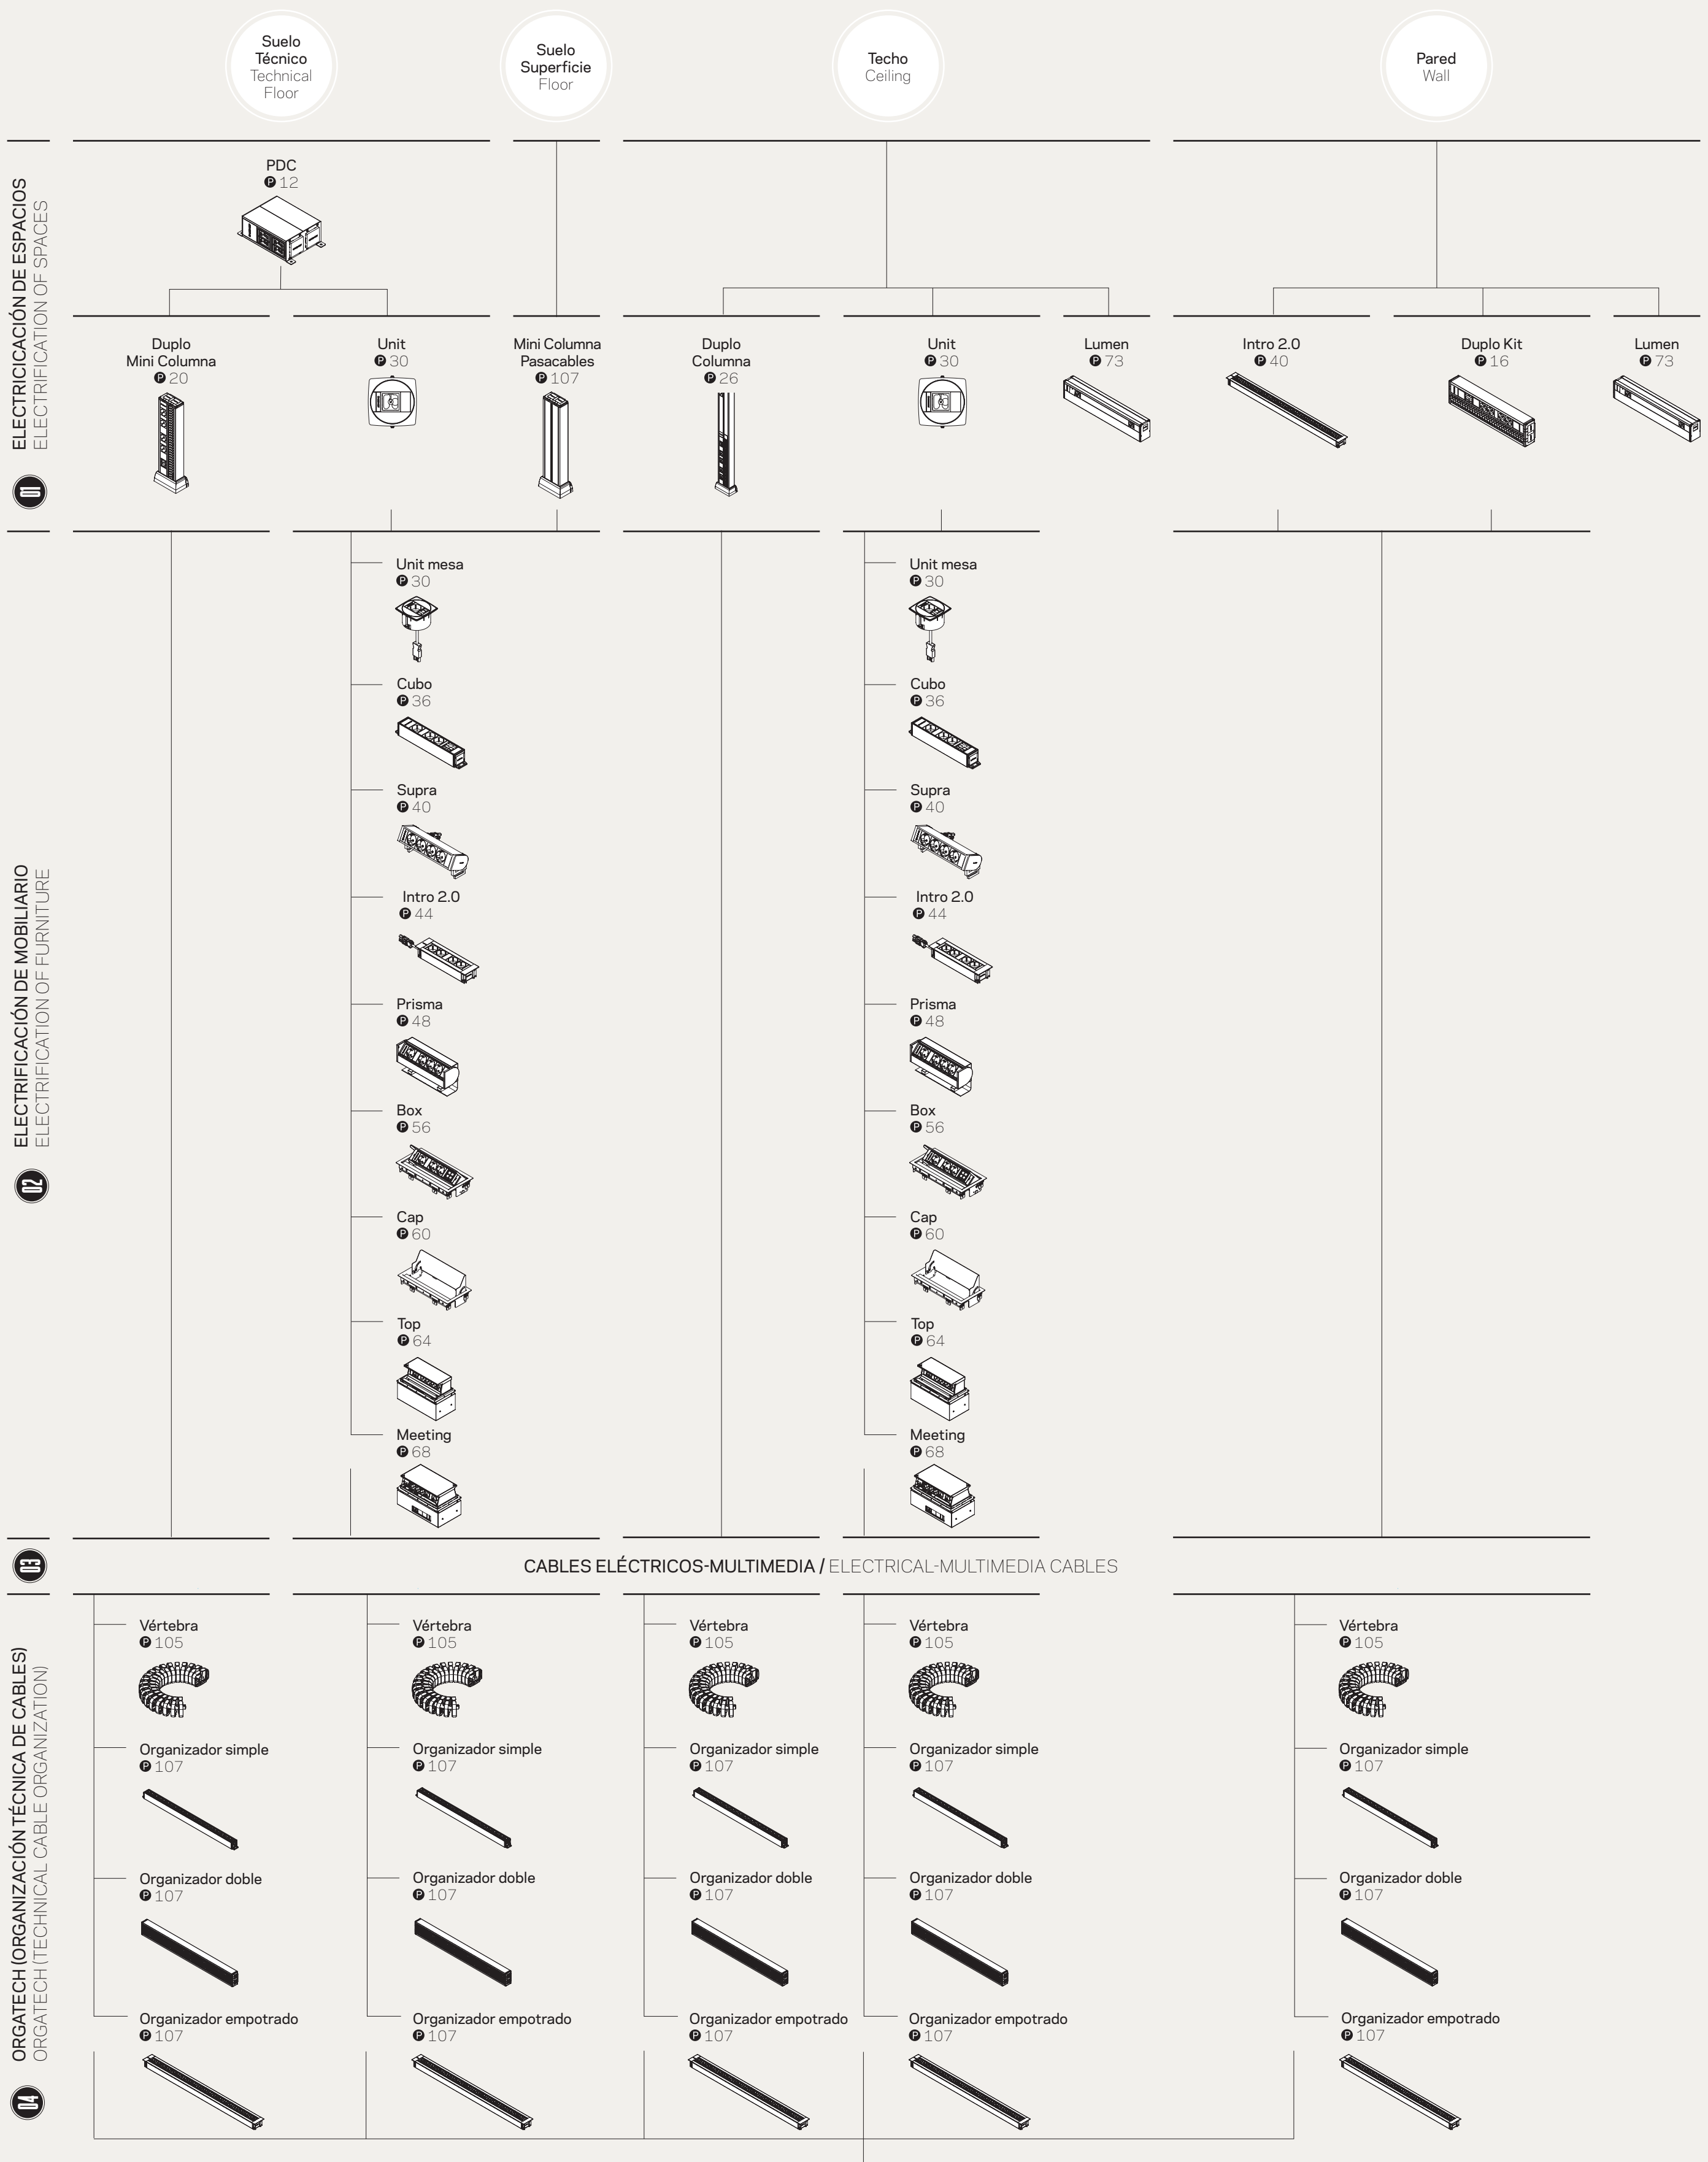 Suelo
Técnico
Technical
Floor
Suelo
Superficie
Floor
Techo
Ceiling
Pared
Wall
01
ELECTRICICACIÓN DE ESPACIOS
ELECTRIFICATION OF SPACES
PDC
P 12
Duplo
Mini Columna
P 20
Unit
P 30
Mini Columna
Pasacables
P 107
Duplo
Columna
P 26
Unit
P 30
Lumen
P 73
Intro 2.0
P 40
Duplo Kit
P 16
Lumen
P 73
02
ELECTRIFICACIÓN DE MOBILIARIO
ELECTRIFICATION OF FURNITURE
Unit mesa
P 30
Cubo
P 36
Supra
P 40
Intro 2.0
P 44
Prisma
P 48
Box
P 56
Cap
P 60
Top
P 64
Meeting
P 68
Unit mesa
P 30
Cubo
P 36
Supra
P 40
Intro 2.0
P 44
Prisma
P 48
Box
P 56
Cap
P 60
Top
P 64
Meeting
P 68
03
CABLES ELÉCTRICOS-MULTIMEDIA / ELECTRICAL-MULTIMEDIA CABLES
04
ORGATECH (ORGANIZACIÓN TÉCNICA DE CABLES)
ORGATECH (TECHNICAL CABLE ORGANIZATION)
Vértebra
P 105
Organizador simple
P 107
Organizador doble
P 107
Organizador empotrado
P 107
Vértebra
P 105
Organizador simple
P 107
Organizador doble
P 107
Organizador empotrado
P 107
Vértebra
P 105
Organizador simple
P 107
Organizador doble
P 107
Organizador empotrado
P 107
Vértebra
P 105
Organizador simple
P 107
Organizador doble
P 107
Organizador empotrado
P 107
Vértebra
P 105
Organizador simple
P 107
Organizador doble
P 107
Organizador empotrado
P 107